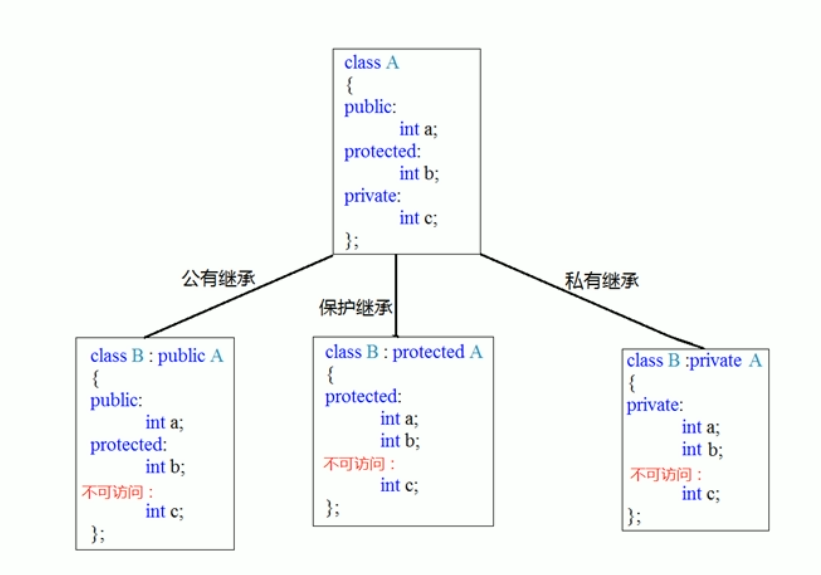 class A
{
public:
int a;
protected:
int b;
private:
int c;
};
公有继承
保护继承
私有继承
class B : public A
{
public:
int a;
protected:
int b;
不可访问：
int c;
};
class B : protected A
{
protected:
int a;
int b;
不可访问：
int c;
};
class B :private A
{
private:
int a;
int b;
不可访问：
int c;
};